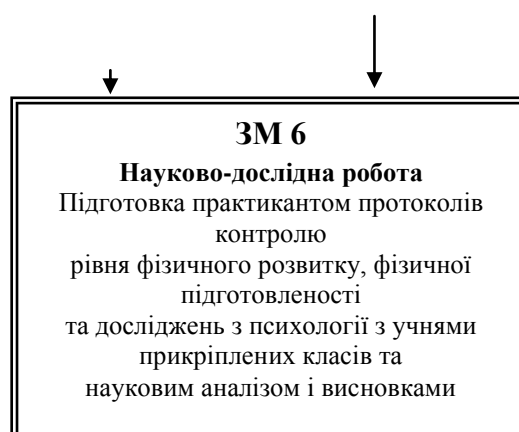 ЗМ 6
Науково-дослідна робота
Підготовка практикантом протоколів
контролю
рівня фізичного розвитку, фізичної
підготовленості
та досліджень з психології з учнями
прикріплених класів та
науковим аналізом і висновками